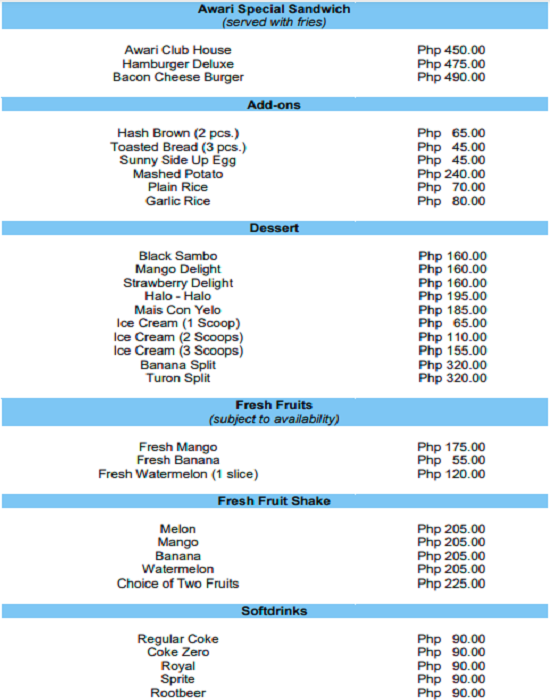 Awari Special Sandwich
(served with fries)
Awari Club House Php 450.00
Hamburger Deluxe Php 475.00
Bacon Cheese Burger Php 490.00
Add-ons
Hash Brown (2 pcs.) Php 65.00
Toasted Bread (3 pcs.) Php 45.00
Sunny Side Up Egg Php 45.00
Mashed Potato Php 240.00
Plain Rice Php 70.00
Garlic Rice Php 80.00
Dessert
Black Sambo Php 160.00
Mango Delight Php 160.00
Strawberry Delight Php 160.00
Halo - Halo Php 195.00
Mais Con Yelo Php 185.00
Ice Cream (1 Scoop) Php 65.00
Ice Cream (2 Scoops) Php 110.00
Ice Cream (3 Scoops) Php 155.00
Banana Split Php 320.00
Turon Split Php 320.00
Fresh Fruits
(subject to availability)
Fresh Mango Php 175.00
Fresh Banana Php 55.00
Fresh Watermelon (1 slice) Php 120.00
Fresh Fruit Shake
Melon Php 205.00
Mango Php 205.00
Banana Php 205.00
Watermelon Php 205.00
Choice of Two Fruits Php 225.00
Softdrinks
Regular Coke Php 90.00
Coke Zero Php 90.00
Royal Php 90.00
Sprite Php 90.00
Rootbeer Php 90.00